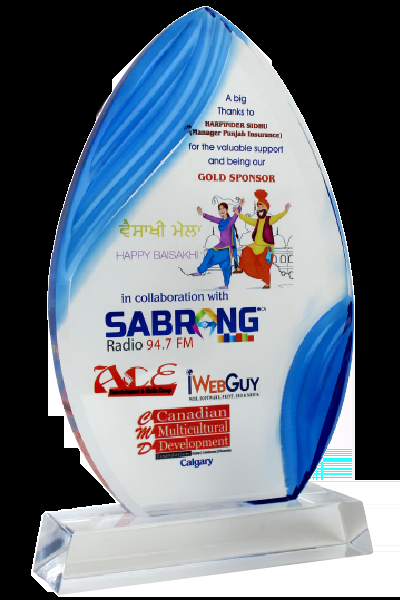 A big
Thanks to
HARPINDER SIDHU
(Manager Punjab Insurance)
for the valuable support
and being our
GOLD SPONSOR
ਵੈਸਾਖੀ ਮੇਲਾ
HAPPY BAISAKHI
in collaboration with
SABRANG
Radio 94.7 FM
ACE
iWEBGUY
CMD
Canadian
Multicultural
Development
Calgary